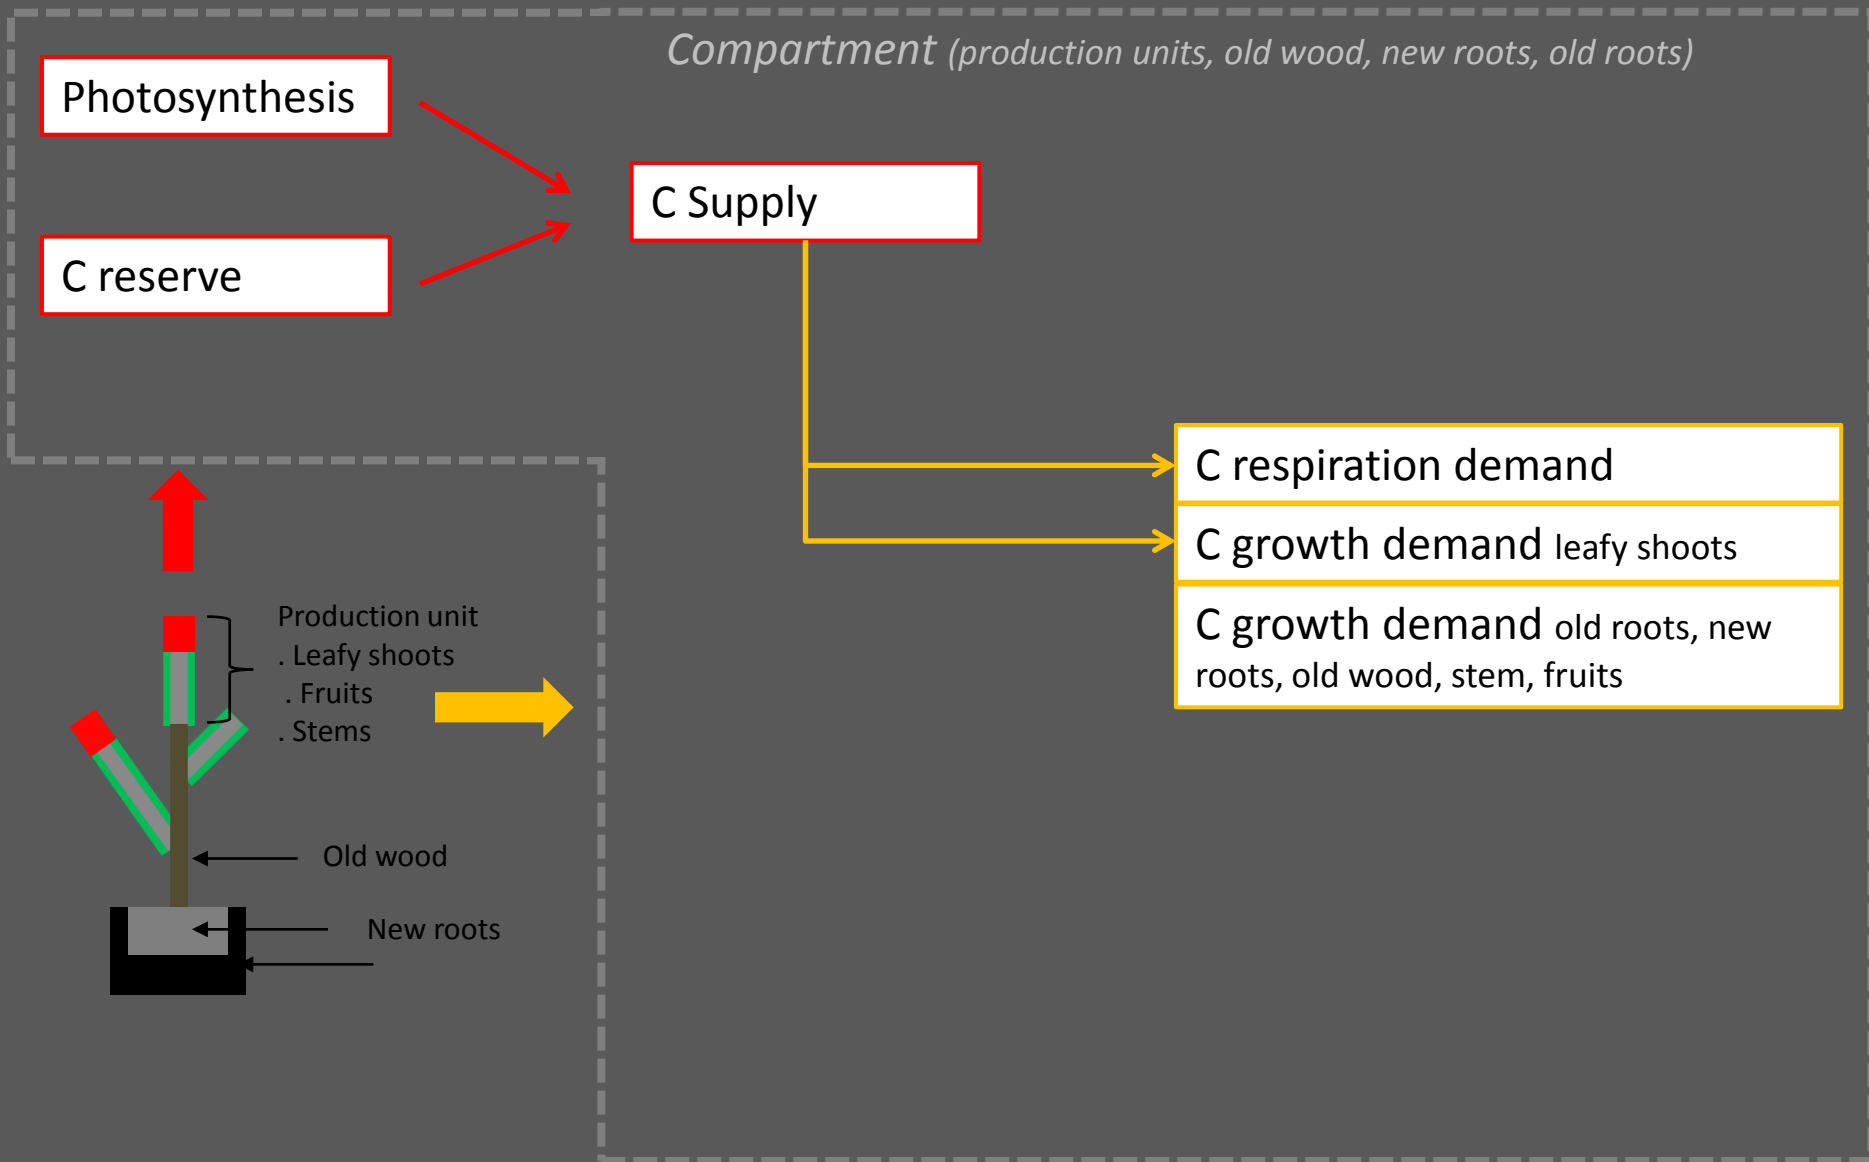 Compartment (production units, old wood, new roots, old roots)
Photosynthesis
C Supply
C reserve
C respiration demand
C growth demand leafy shoots
C growth demand old roots, new
roots, old wood, stem, fruits
Production unit
. Leafy shoots
. Fruits
. Stems
Old wood
New roots